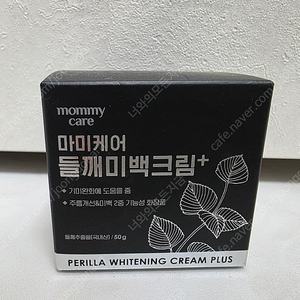 mommy
care
마미케어
들깨미백크림+
• 기미완화에 도움을 줌
• 주름개선&미백 2중 기능성 화장품
들깨추출물(국내산) / 50g
PERILLA WHITENING CREAM PLUS